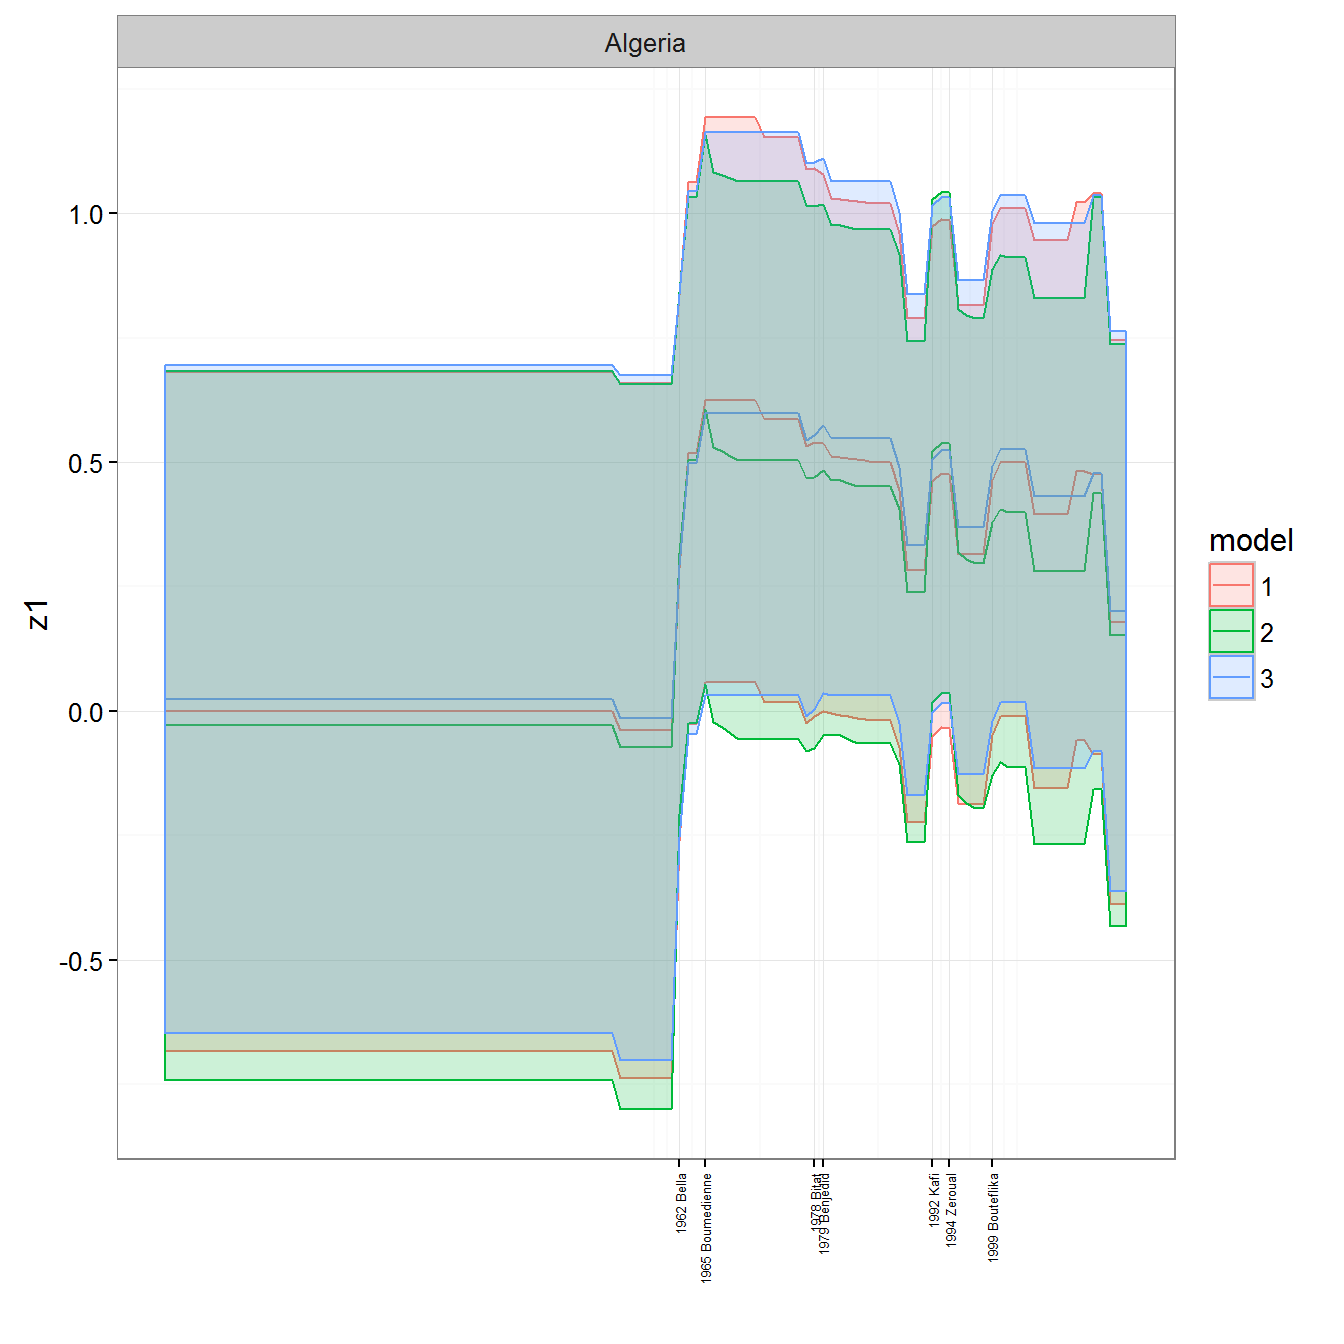 Algeria
1.0
0.5
0.0
-0.5
z1
model
1
2
3
1962 Bella
1965 Boumedienne
1978 Bitat
1979 Benjedid
1992 Kafi
1994 Zeroual
1999 Bouteflika